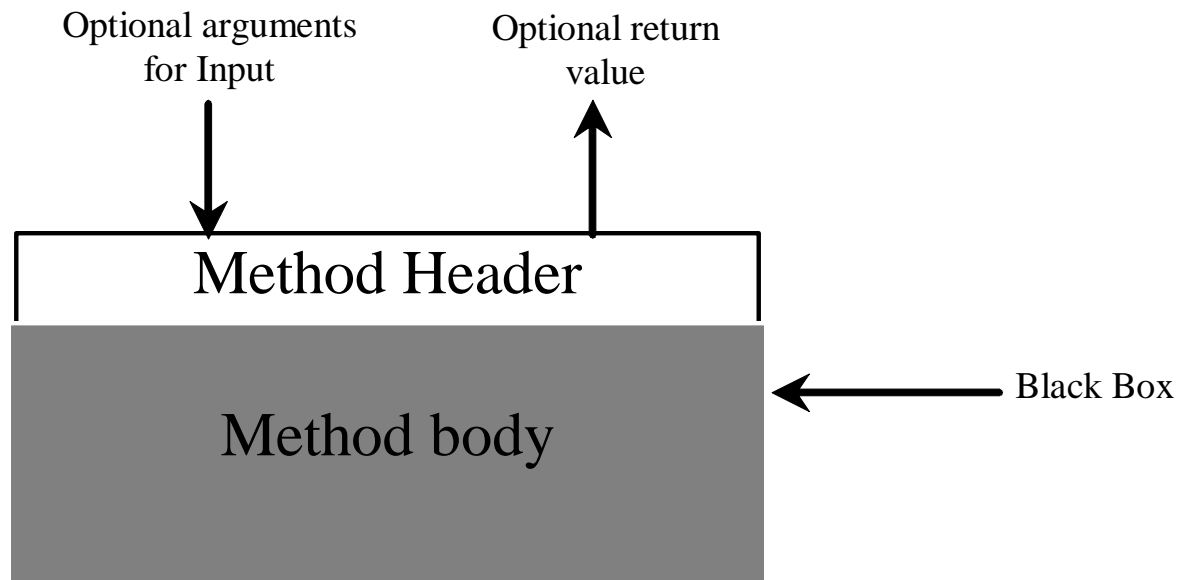 Optional arguments
for Input
Optional return
value
Method Header
Method body
Black Box